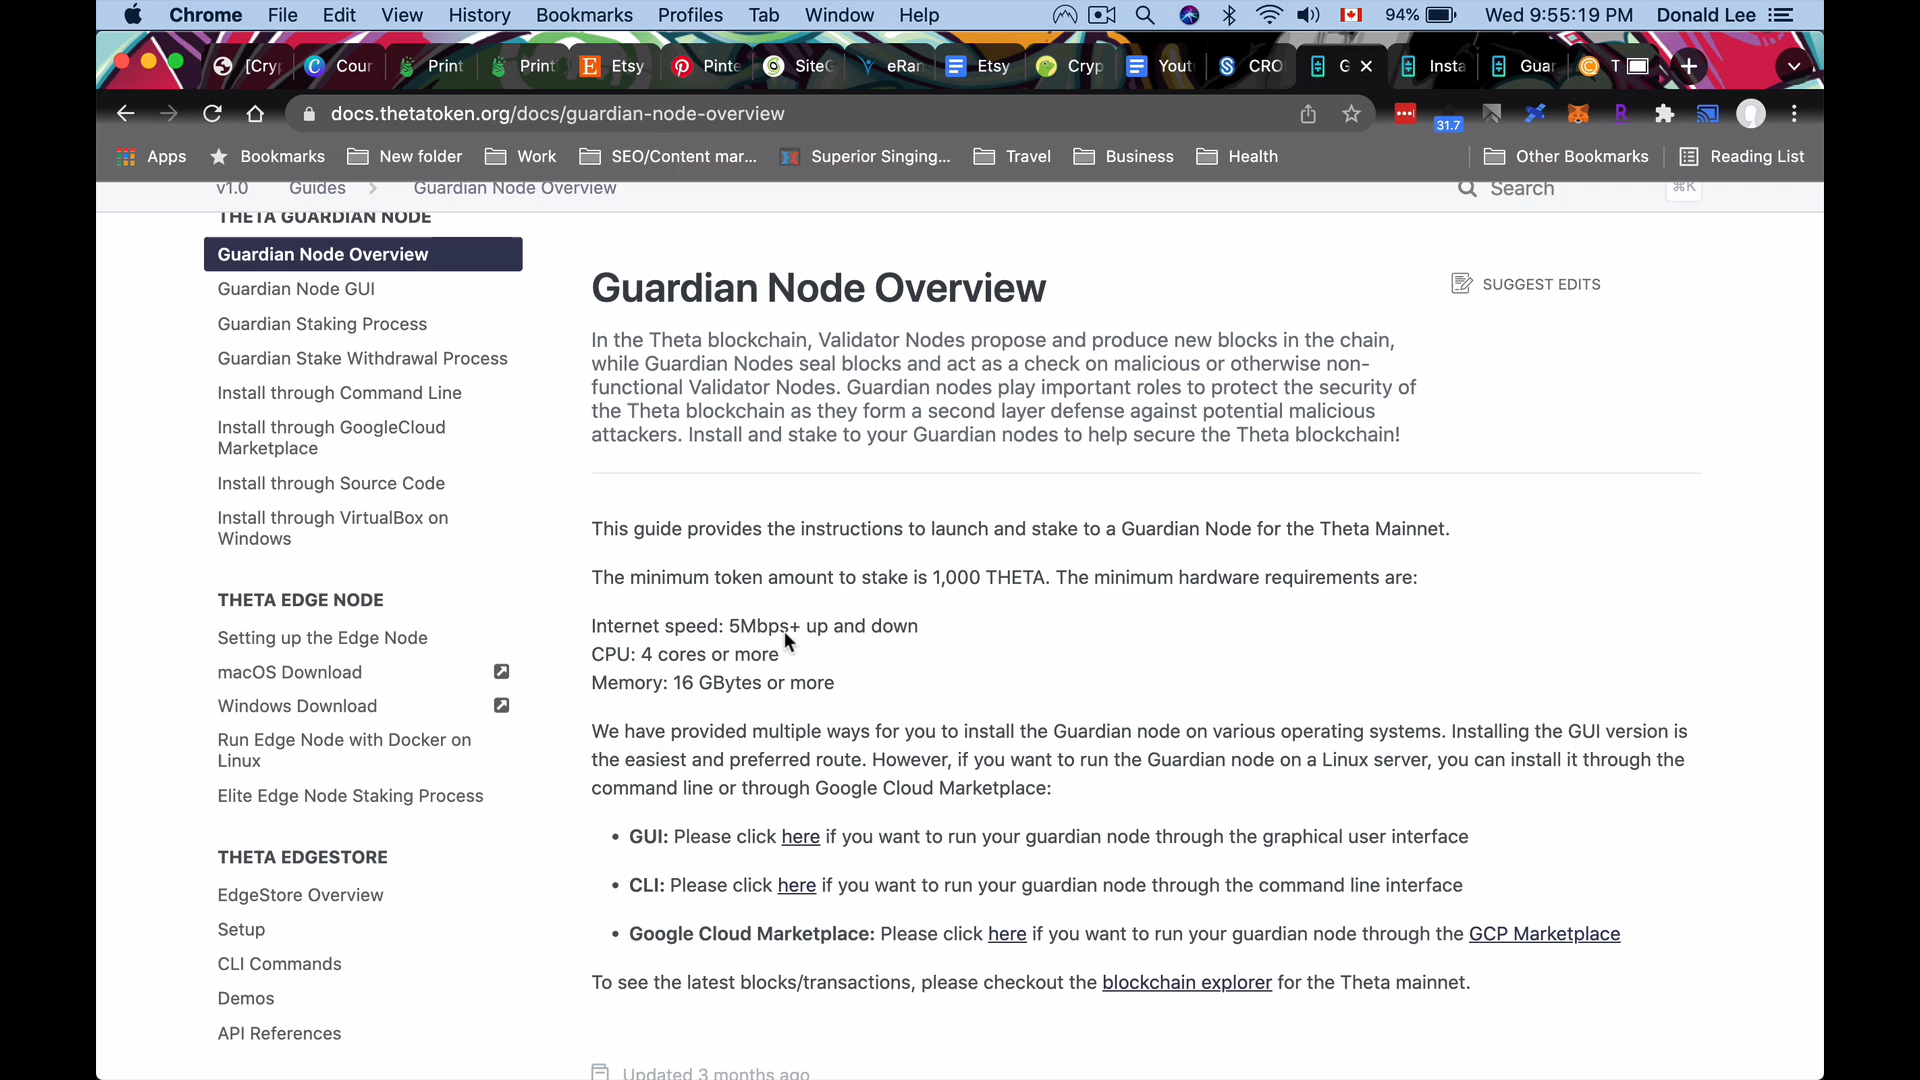 Chrome File Edit View History Bookmarks Profiles Tab Window Help 94% Wed 9:55:19 PM Donald Lee
[Cry Cour Print Print Etsy Pinte SiteG eRan Etsy Cryp Yout CRO G Insta Guar T
docs.thetatoken.org/docs/guardian-node-overview 31.7
Apps Bookmarks New folder Work SEO/Content mar... Superior Singing... Travel Business Health Other Bookmarks Reading List
v1.0 Guides Guardian Node Overview Search ⌘K
THETA GUARDIAN NODE
Guardian Node Overview
Guardian Node GUI
Guardian Staking Process
Guardian Stake Withdrawal Process
Install through Command Line
Install through GoogleCloud
Marketplace
Install through Source Code
Install through VirtualBox on
Windows
THETA EDGE NODE
Setting up the Edge Node
macOS Download
Windows Download
Run Edge Node with Docker on
Linux
Elite Edge Node Staking Process
THETA EDGESTORE
EdgeStore Overview
Setup
CLI Commands
Demos
API References
Guardian Node Overview
SUGGEST EDITS
In the Theta blockchain, Validator Nodes propose and produce new blocks in the chain,
while Guardian Nodes seal blocks and act as a check on malicious or otherwise non-
functional Validator Nodes. Guardian nodes play important roles to protect the security of
the Theta blockchain as they form a second layer defense against potential malicious
attackers. Install and stake to your Guardian nodes to help secure the Theta blockchain!
This guide provides the instructions to launch and stake to a Guardian Node for the Theta Mainnet.
The minimum token amount to stake is 1,000 THETA. The minimum hardware requirements are:
Internet speed: 5Mbps+ up and down
CPU: 4 cores or more
Memory: 16 GBytes or more
We have provided multiple ways for you to install the Guardian node on various operating systems. Installing the GUI version is
the easiest and preferred route. However, if you want to run the Guardian node on a Linux server, you can install it through the
command line or through Google Cloud Marketplace:
• GUI: Please click here if you want to run your guardian node through the graphical user interface
• CLI: Please click here if you want to run your guardian node through the command line interface
• Google Cloud Marketplace: Please click here if you want to run your guardian node through the GCP Marketplace
To see the latest blocks/transactions, please checkout the blockchain explorer for the Theta mainnet.
Updated 3 months ago